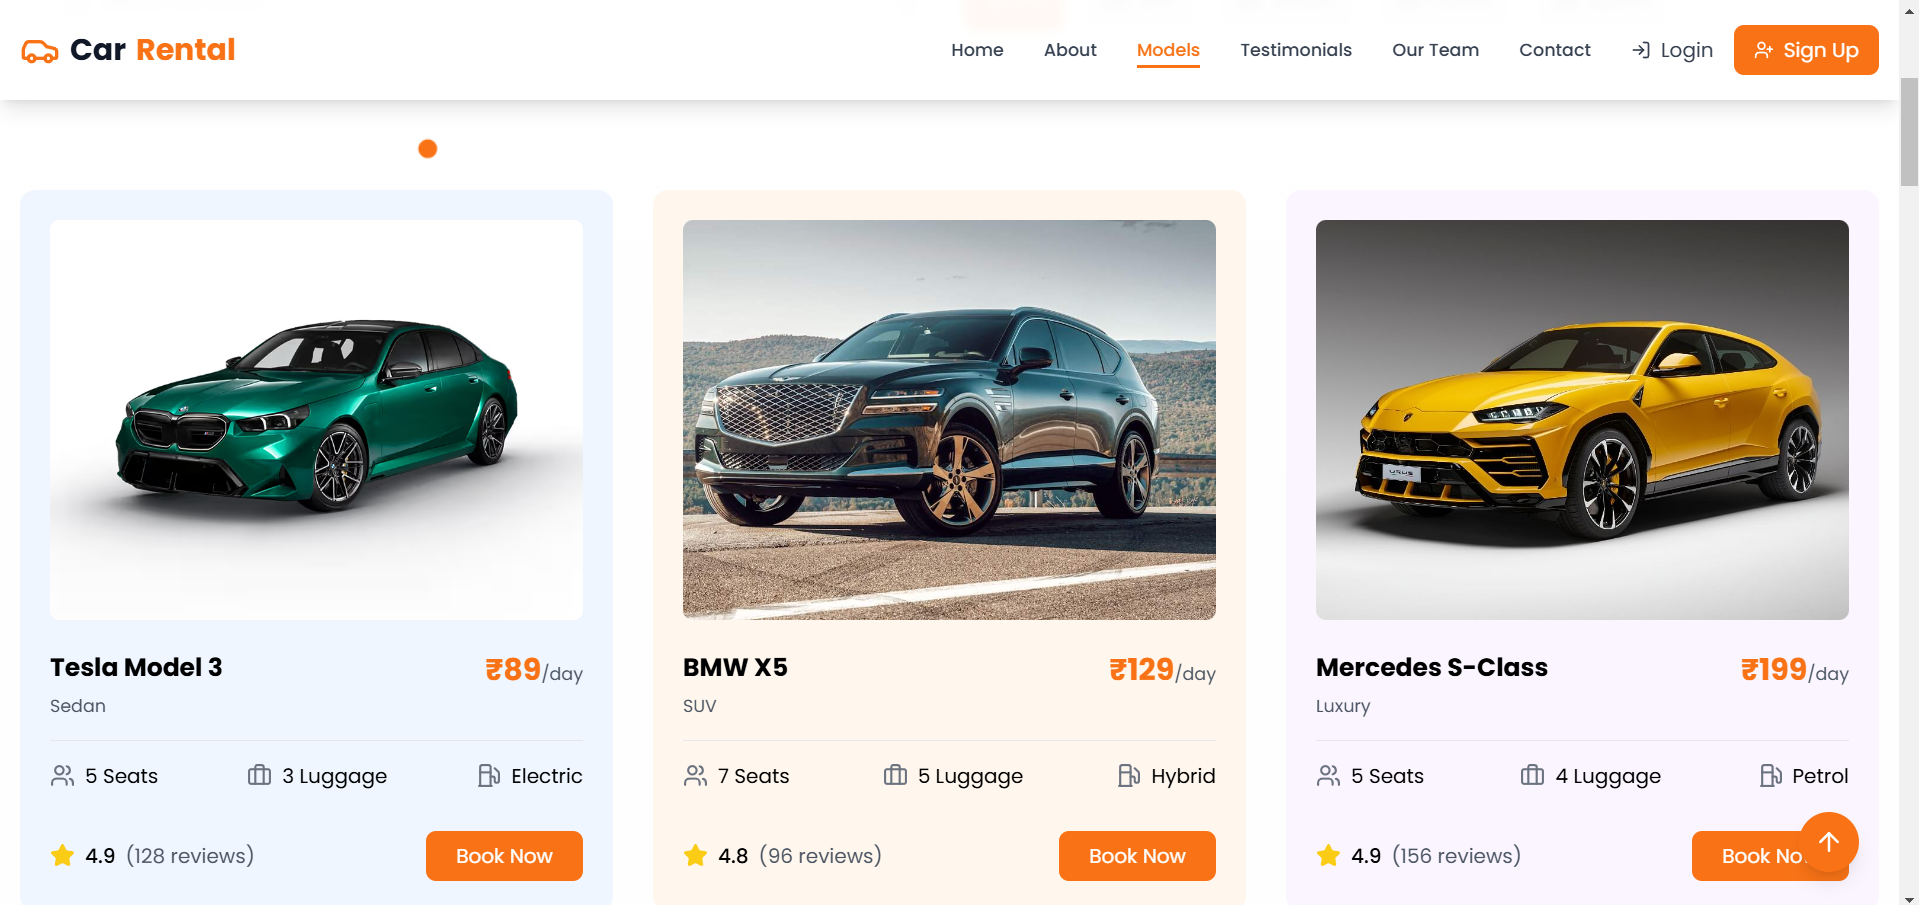 Car Rental
Home About Models Testimonials Our Team Contact Login Sign Up
Tesla Model 3 ₹89/day
Sedan
5 Seats 3 Luggage Electric
4.9 (128 reviews) Book Now
BMW X5 ₹129/day
SUV
7 Seats 5 Luggage Hybrid
4.8 (96 reviews) Book Now
URUS
Mercedes S-Class ₹199/day
Luxury
5 Seats 4 Luggage Petrol
4.9 (156 reviews) Book No